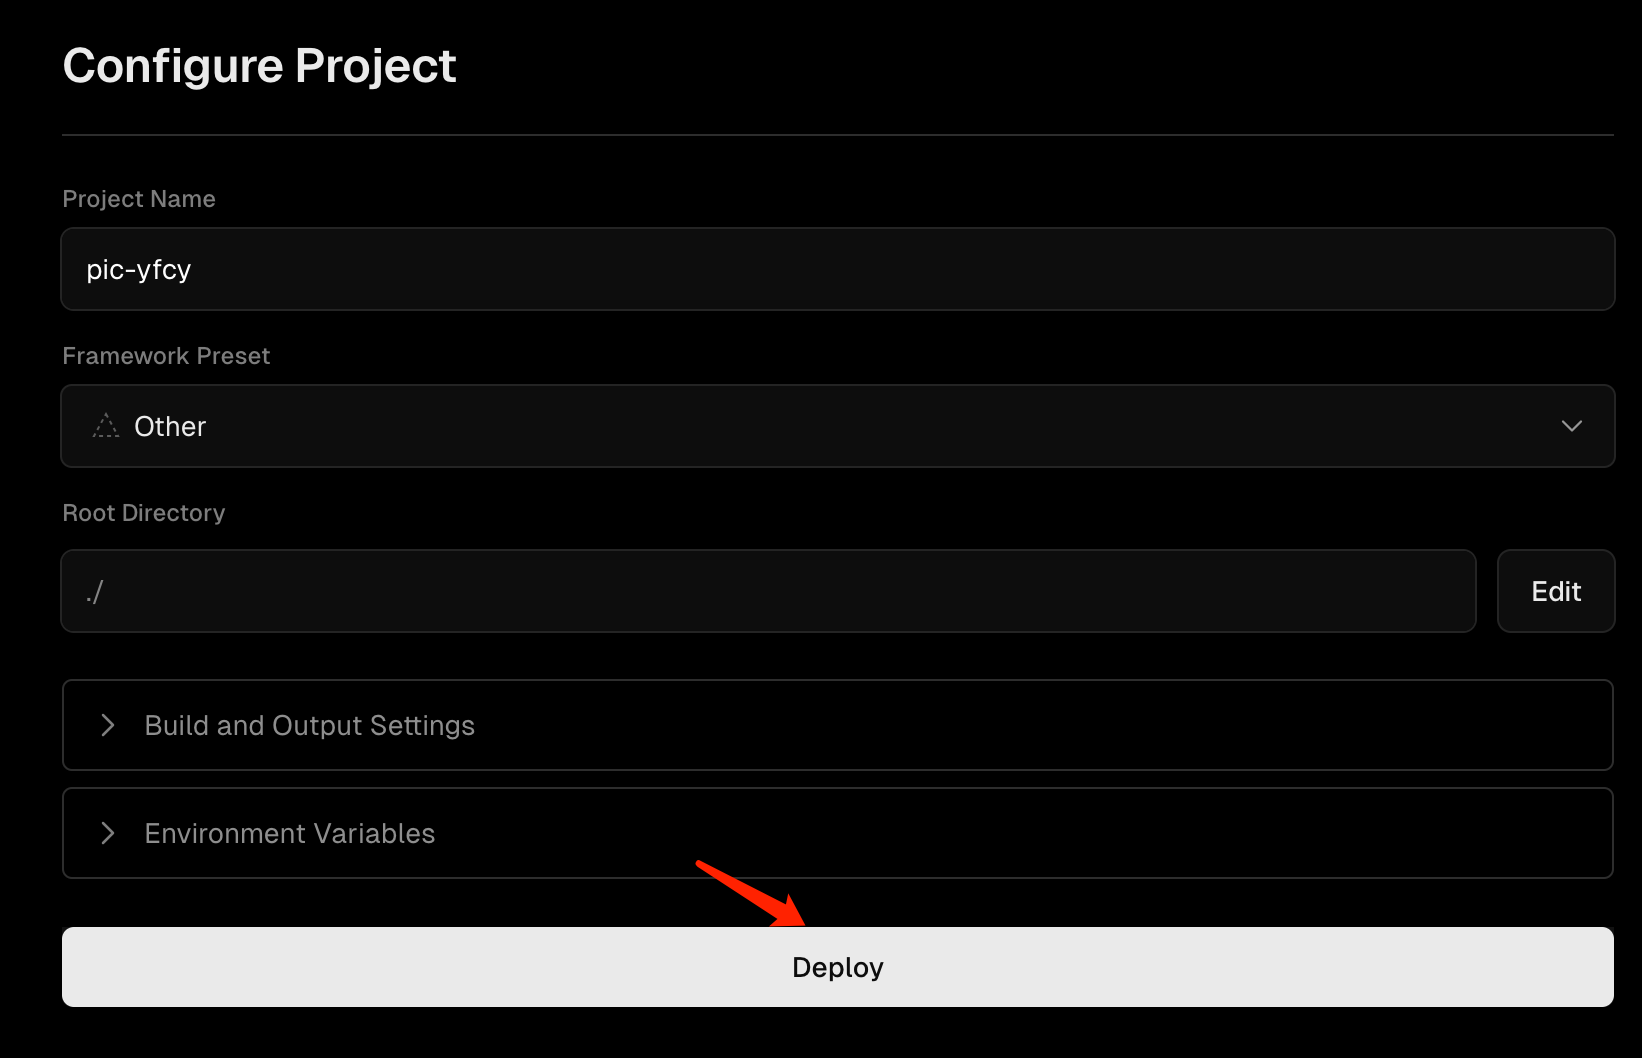 Configure Project
Project Name
pic-yfcy
Framework Preset
Other
Root Directory
./
Edit
Build and Output Settings
Environment Variables
Deploy